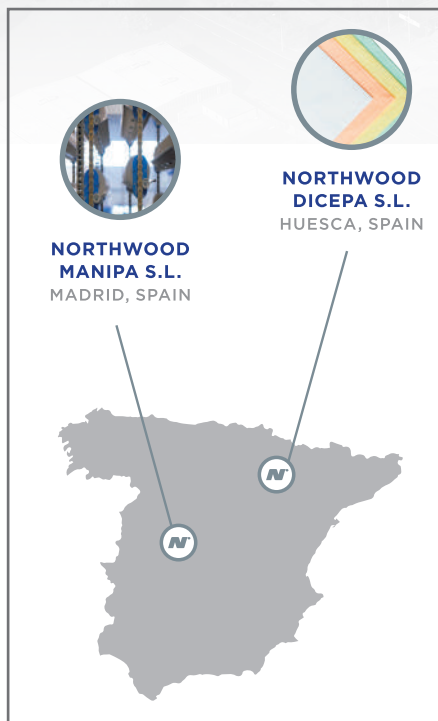 NORTHWOOD
MANIPA S.L.
MADRID, SPAIN
NORTHWOOD
DICEPA S.L.
HUESCA, SPAIN
N
N